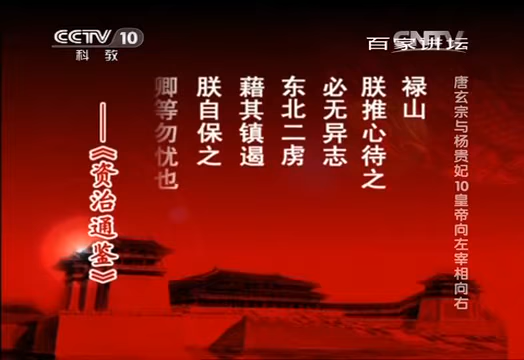 CCTV 10
科教
CNTV
百家讲坛
唐玄宗与杨贵妃10皇帝向左宰相向右
禄山
朕推心待之
必无异志
东北二虏
藉其镇遏
朕自保之
卿等勿忧也
——《资治通鉴》